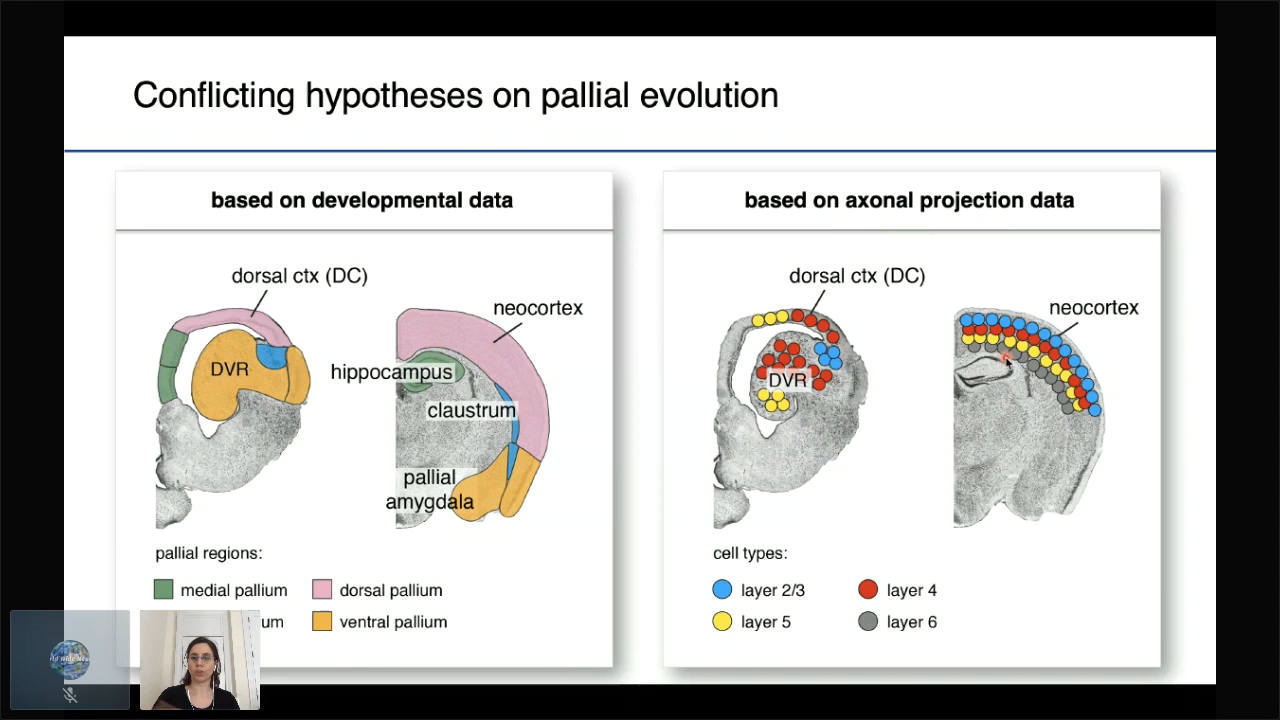 Conflicting hypotheses on pallial evolution
based on developmental data
dorsal ctx (DC)
neocortex
DVR
hippocampus
claustrum
pallial
amygdala
pallial regions:
medial pallium
dorsal pallium
um
ventral pallium
based on axonal projection data
dorsal ctx (DC)
neocortex
DVR
cell types:
layer 2/3
layer 4
layer 5
layer 6